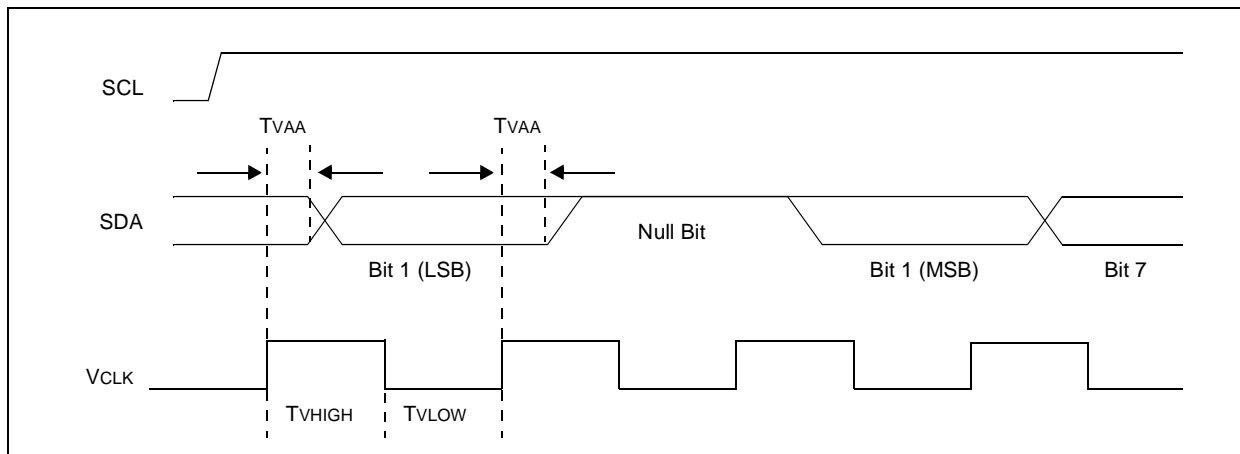 SCL
TVAA TVAA
SDA
Null Bit
Bit 1 (LSB) Bit 1 (MSB) Bit 7
VCLK
TVHIGH TVLOW